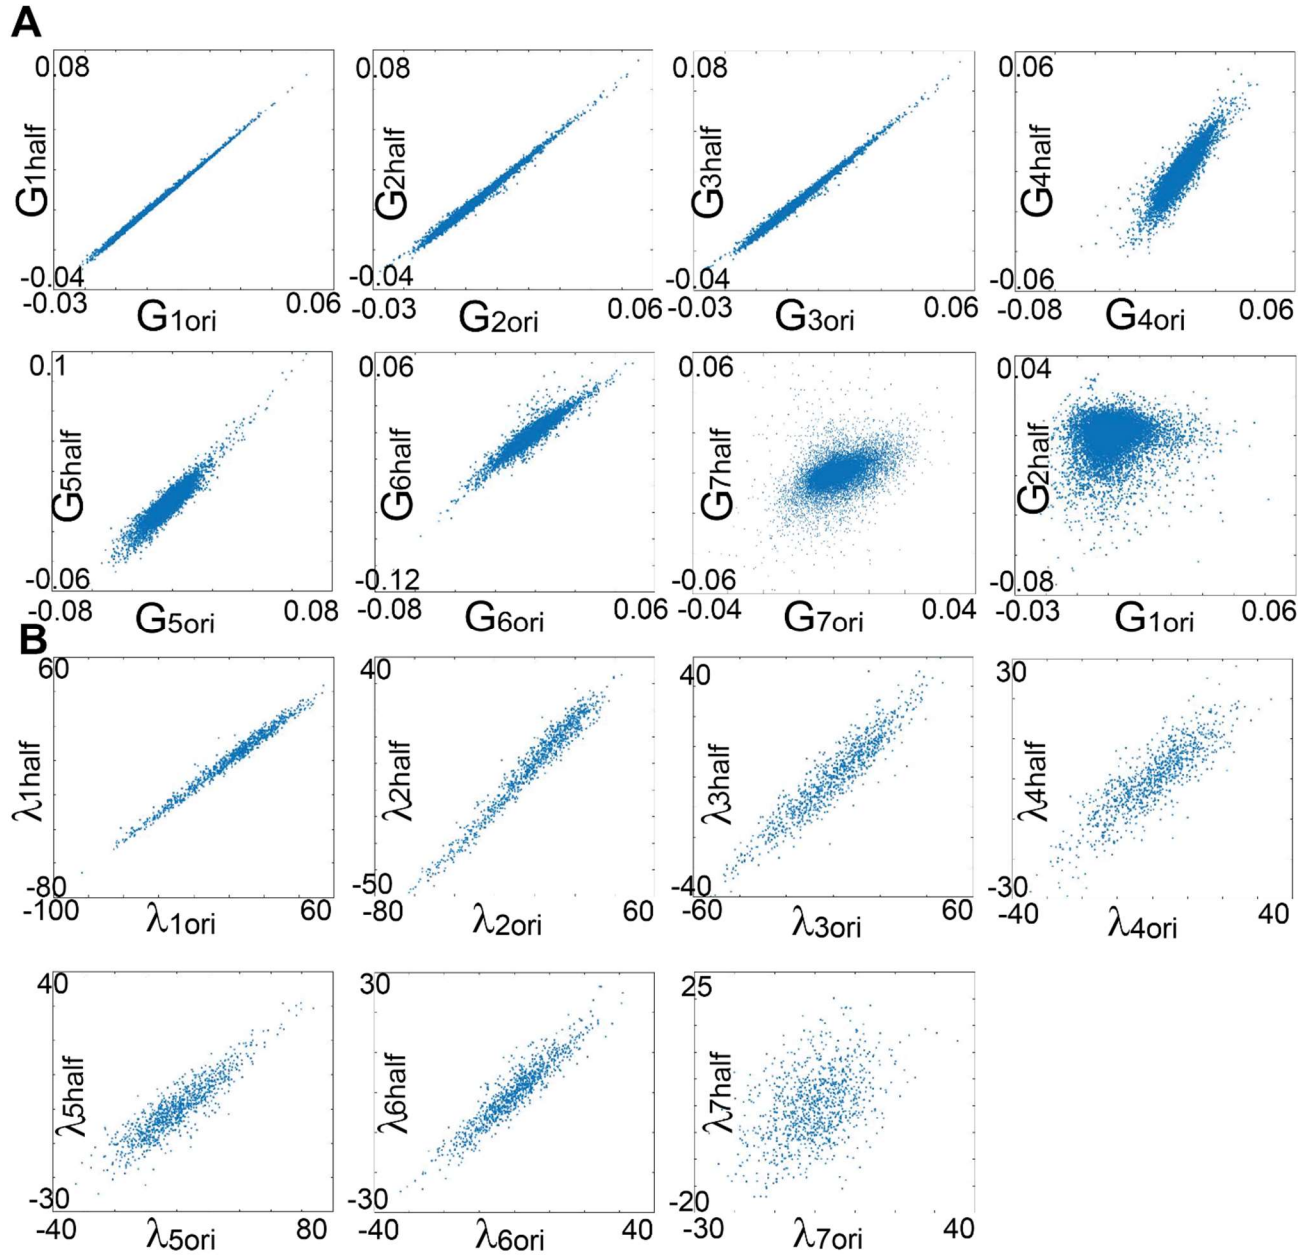 A
0.08 0.08 0.08 0.06
G1half G2half G3half G4half
-0.04 -0.04 -0.04 -0.06
-0.03 G1ori 0.06 -0.03 G2ori 0.06 -0.03 G3ori 0.06 -0.08 G4ori 0.06
0.1 0.06 0.06 0.04
G5half G6half G7half G2half
-0.06 -0.12 -0.06 -0.08
-0.08 G5ori 0.08 -0.08 G6ori 0.06 -0.04 G7ori 0.04 -0.03 G1ori 0.06
B
60 40 40 30
λ1half λ2half λ3half λ4half
-80 -50 -40 -30
-100 λ1ori 60 -80 λ2ori 60 -60 λ3ori 60 -40 λ4ori 40
40 30 25
λ5half λ6half λ7half
-30 -30 -20
-40 λ5ori 80 -40 λ6ori 40 -30 λ7ori 40